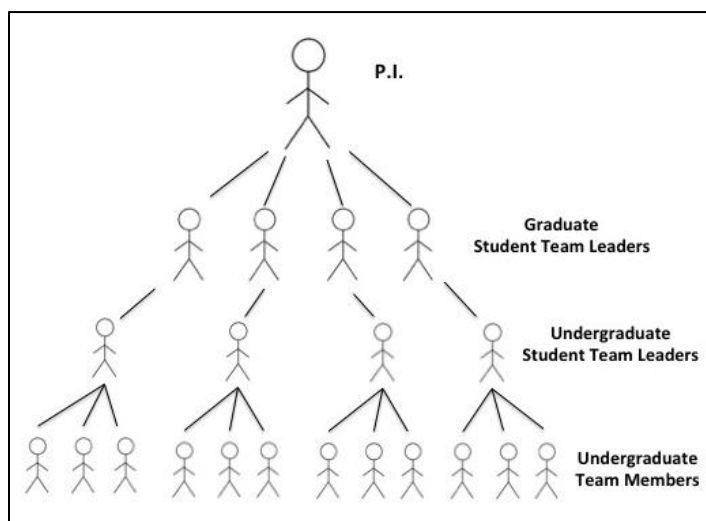 P.I.
Graduate
Student Team Leaders
Undergraduate
Student Team Leaders
Undergraduate
Team Members